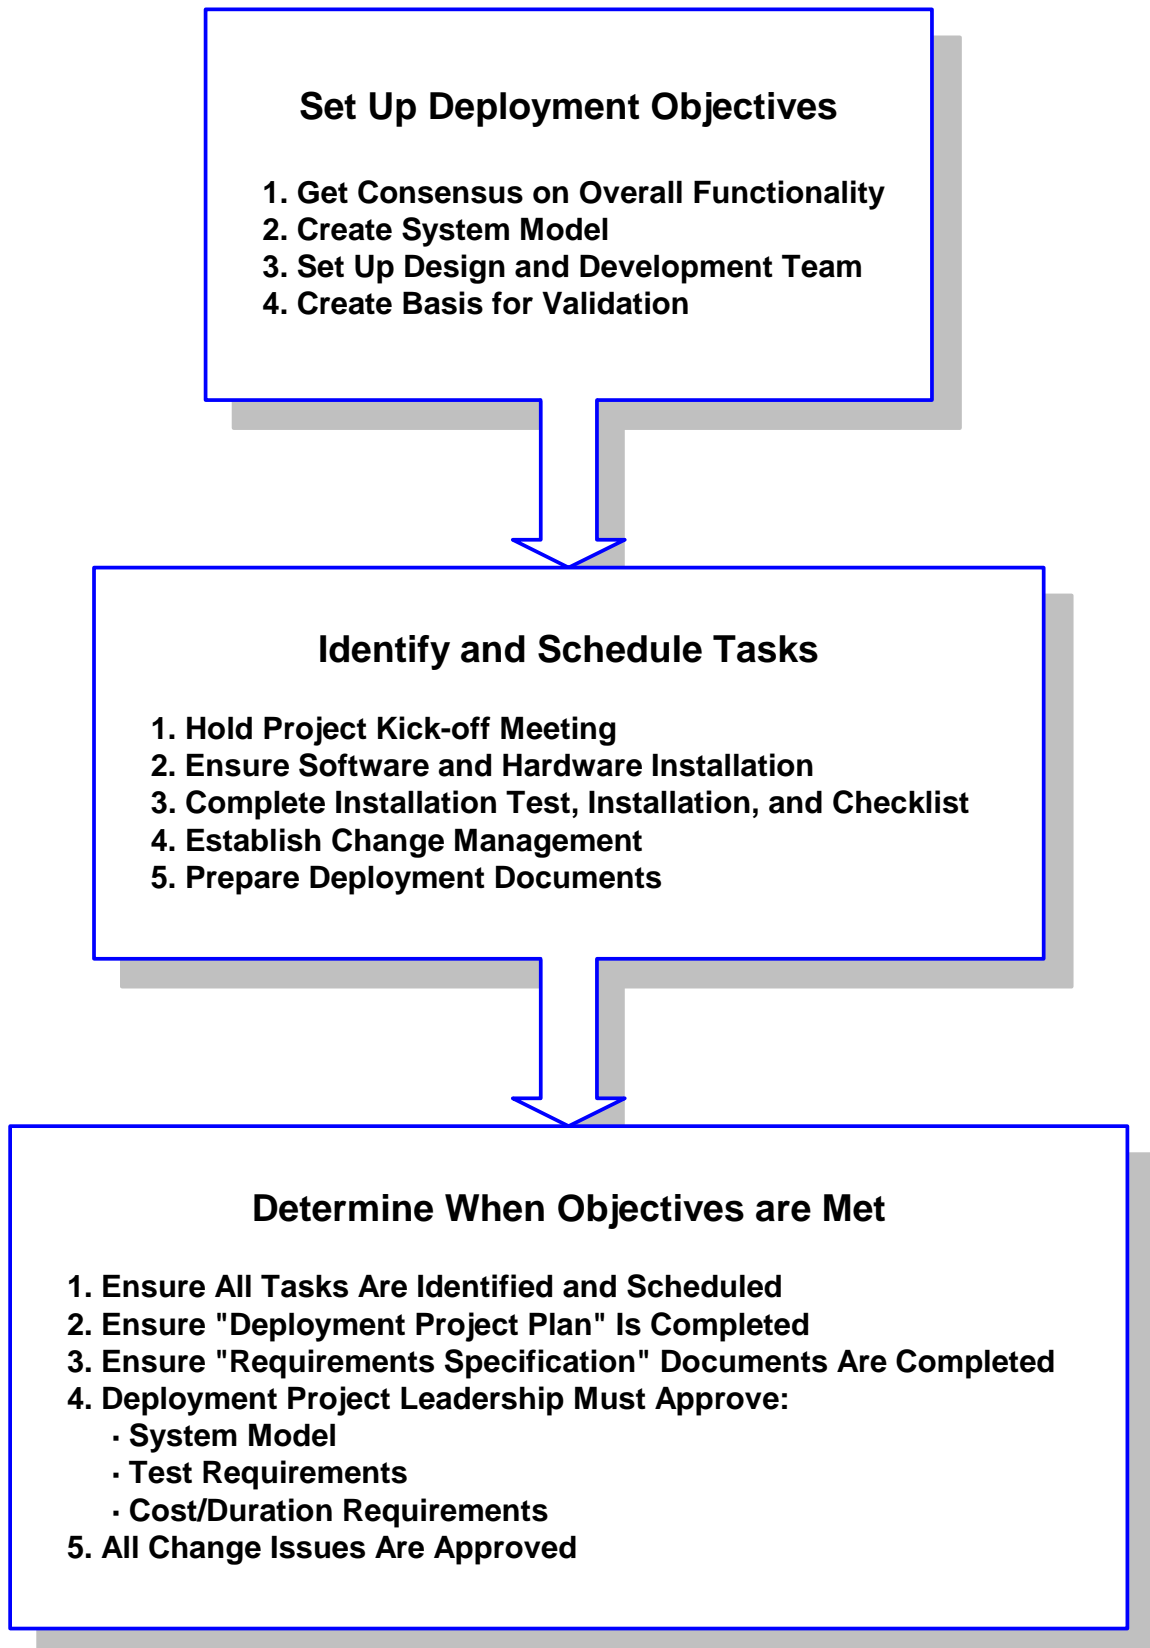 Set Up Deployment Objectives
1. Get Consensus on Overall Functionality
2. Create System Model
3. Set Up Design and Development Team
4. Create Basis for Validation
Identify and Schedule Tasks
1. Hold Project Kick-off Meeting
2. Ensure Software and Hardware Installation
3. Complete Installation Test, Installation, and Checklist
4. Establish Change Management
5. Prepare Deployment Documents
Determine When Objectives are Met
1. Ensure All Tasks Are Identified and Scheduled
2. Ensure "Deployment Project Plan" Is Completed
3. Ensure "Requirements Specification" Documents Are Completed
4. Deployment Project Leadership Must Approve:
· System Model
· Test Requirements
· Cost/Duration Requirements
5. All Change Issues Are Approved